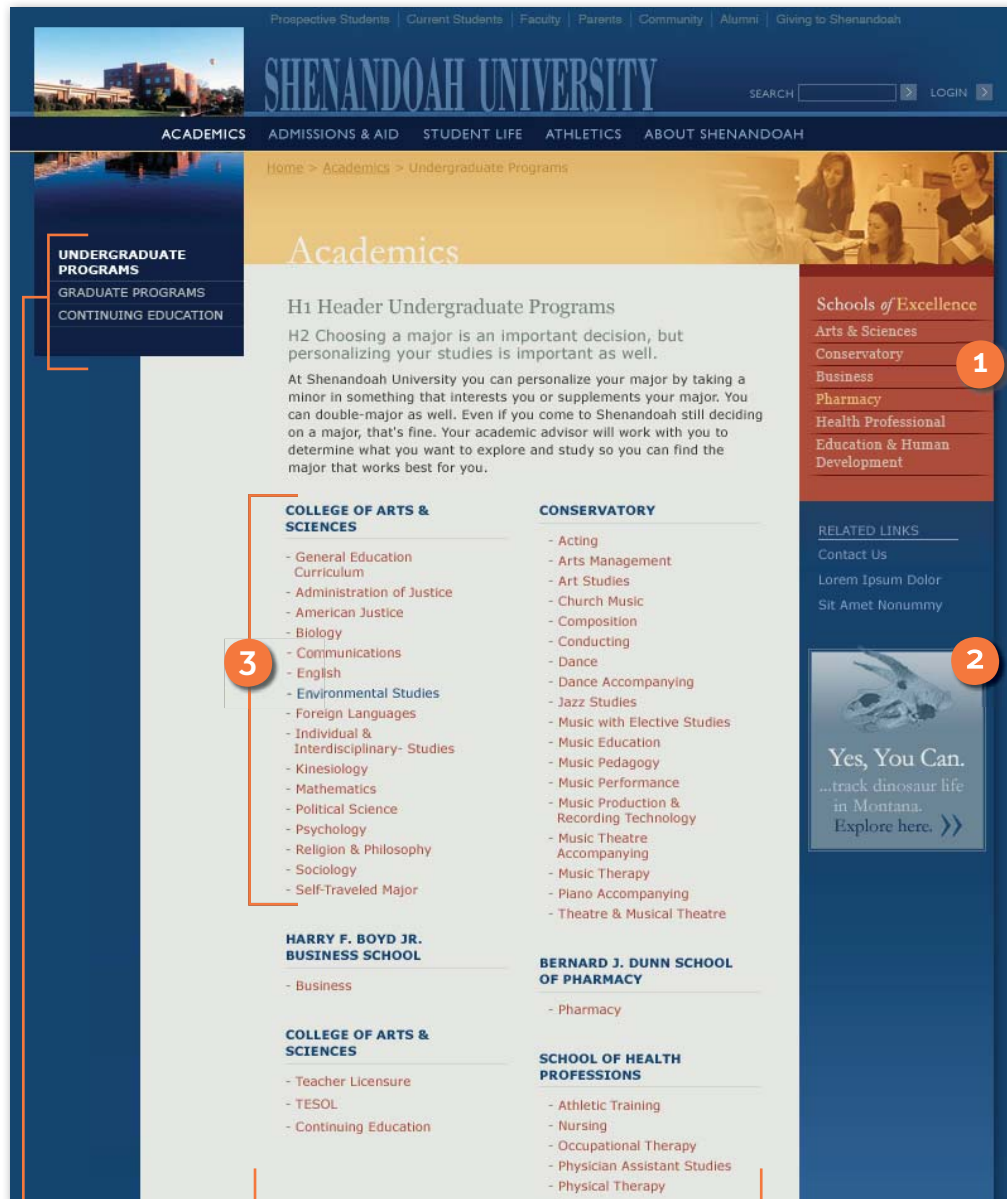 Prospective Students | Current Students | Faculty | Parents | Community | Alumni | Giving to Shenandoah
SHENANDOAH UNIVERSITY
SEARCH
LOGIN
ACADEMICS ADMISSIONS & AID STUDENT LIFE ATHLETICS ABOUT SHENANDOAH
Home > Academics > Undergraduate Programs
Academics
UNDERGRADUATE
PROGRAMS
GRADUATE PROGRAMS
CONTINUING EDUCATION
H1 Header Undergraduate Programs
H2 Choosing a major is an important decision, but
personalizing your studies is important as well.
At Shenandoah University you can personalize your major by taking a
minor in something that interests you or supplements your major. You
can double-major as well. Even if you come to Shenandoah still deciding
on a major, that's fine. Your academic advisor will work with you to
determine what you want to explore and study so you can find the
major that works best for you.
COLLEGE OF ARTS &
SCIENCES
- General Education
Curriculum
- Administration of Justice
- American Justice
- Biology
- Communications
- English
- Environmental Studies
- Foreign Languages
- Individual &
Interdisciplinary- Studies
- Kinesiology
- Mathematics
- Political Science
- Psychology
- Religion & Philosophy
- Sociology
- Self-Traveled Major
3
HARRY F. BOYD JR.
BUSINESS SCHOOL
- Business
COLLEGE OF ARTS &
SCIENCES
- Teacher Licensure
- TESOL
- Continuing Education
CONSERVATORY
- Acting
- Arts Management
- Art Studies
- Church Music
- Composition
- Conducting
- Dance
- Dance Accompanying
- Jazz Studies
- Music with Elective Studies
- Music Education
- Music Pedagogy
- Music Performance
- Music Production &
Recording Technology
- Music Theatre
Accompanying
- Music Therapy
- Piano Accompanying
- Theatre & Musical Theatre
BERNARD J. DUNN SCHOOL
OF PHARMACY
- Pharmacy
SCHOOL OF HEALTH
PROFESSIONS
- Athletic Training
- Nursing
- Occupational Therapy
- Physician Assistant Studies
- Physical Therapy
Schools of Excellence
Arts & Sciences
Conservatory
Business
Pharmacy
Health Professional
Education & Human
Development
1
RELATED LINKS
Contact Us
Lorem Ipsum Dolor
Sit Amet Nonummy
2
Yes, You Can.
...track dinosaur life
in Montana.
Explore here. »